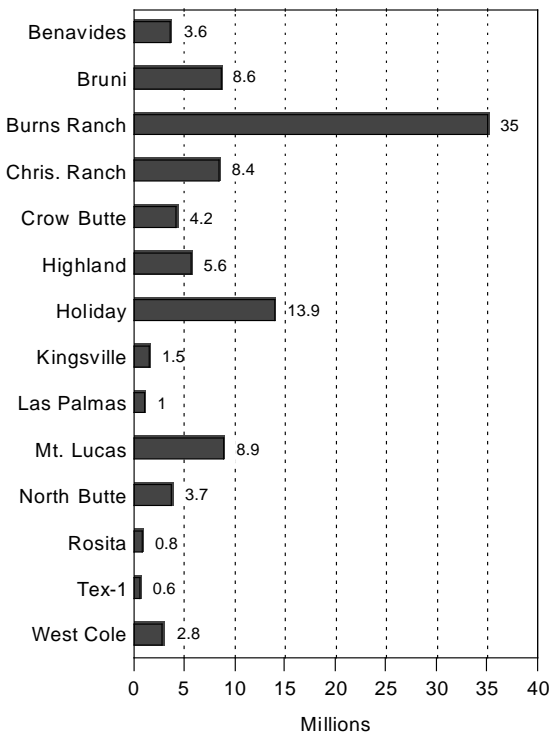 Benavides 3.6
Bruni 8.6
Burns Ranch 35
Chris. Ranch 8.4
Crow Butte 4.2
Highland 5.6
Holiday 13.9
Kingsville 1.5
Las Palmas 1
Mt. Lucas 8.9
North Butte 3.7
Rosita 0.8
Tex-1 0.6
West Cole 2.8
0 5 10 15 20 25 30 35 40
Millions